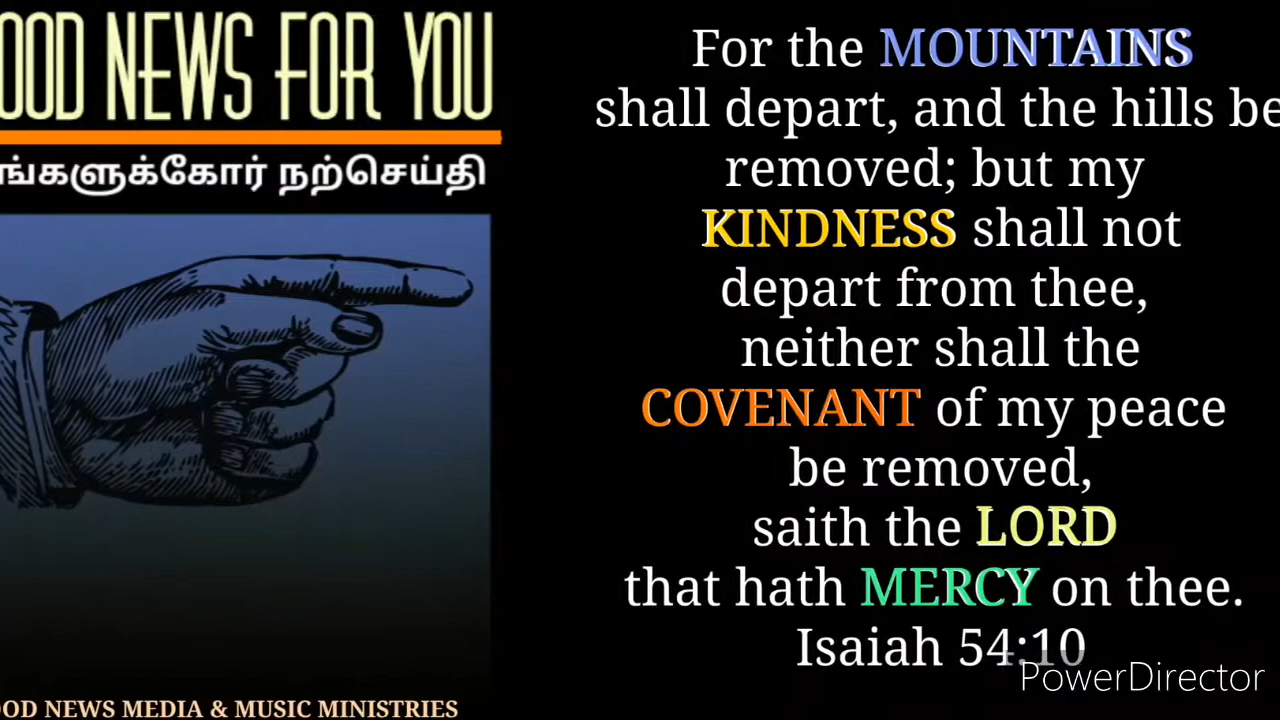 OOD NEWS FOR YOU
ங்களுக்கோர் நற்செய்தி
OOD NEWS MEDIA & MUSIC MINISTRIES
For the MOUNTAINS
shall depart, and the hills be
removed; but my
KINDNESS shall not
depart from thee,
neither shall the
COVENANT of my peace
be removed,
saith the LORD
that hath MERCY on thee.
Isaiah 54:10
PowerDirector